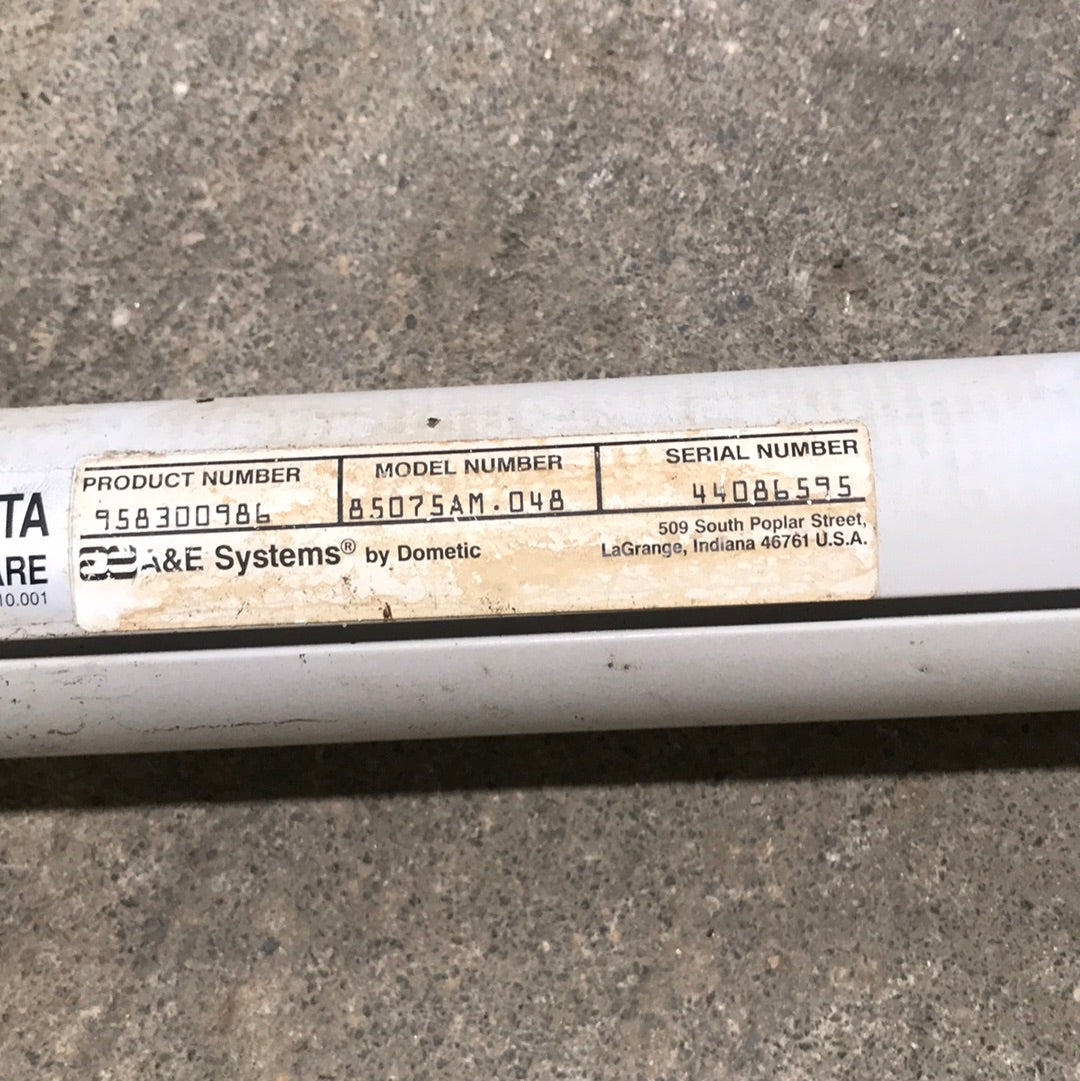 TA
ARE
10.001
PRODUCT NUMBER
958300986
MODEL NUMBER
85075AM.048
SERIAL NUMBER
44086595
A&E Systems® by Dometic
509 South Poplar Street,
LaGrange, Indiana 46761 U.S.A.